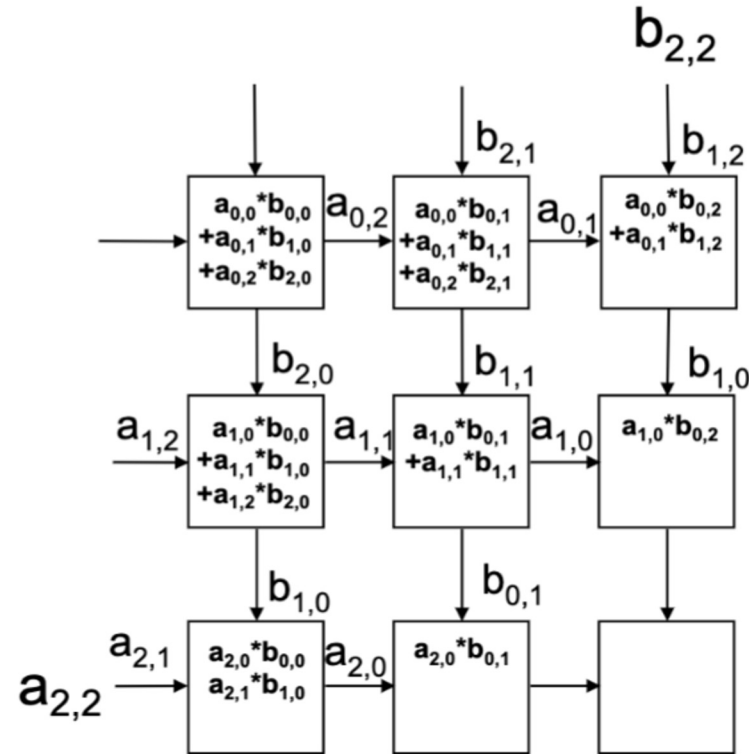 b2,2
b2,1
b1,2
a0,0*b0,0
+a0,1*b1,0
+a0,2*b2,0
a0,2
a0,0*b0,1
+a0,1*b1,1
+a0,2*b2,1
a0,1
a0,0*b0,2
+a0,1*b1,2
b2,0
b1,1
b1,0
a1,2
a1,0*b0,0
+a1,1*b1,0
+a1,2*b2,0
a1,1
a1,0*b0,1
+a1,1*b1,1
a1,0
a1,0*b0,2
b1,0
b0,1
a2,2
a2,1
a2,0*b0,0
a2,1*b1,0
a2,0
a2,0*b0,1